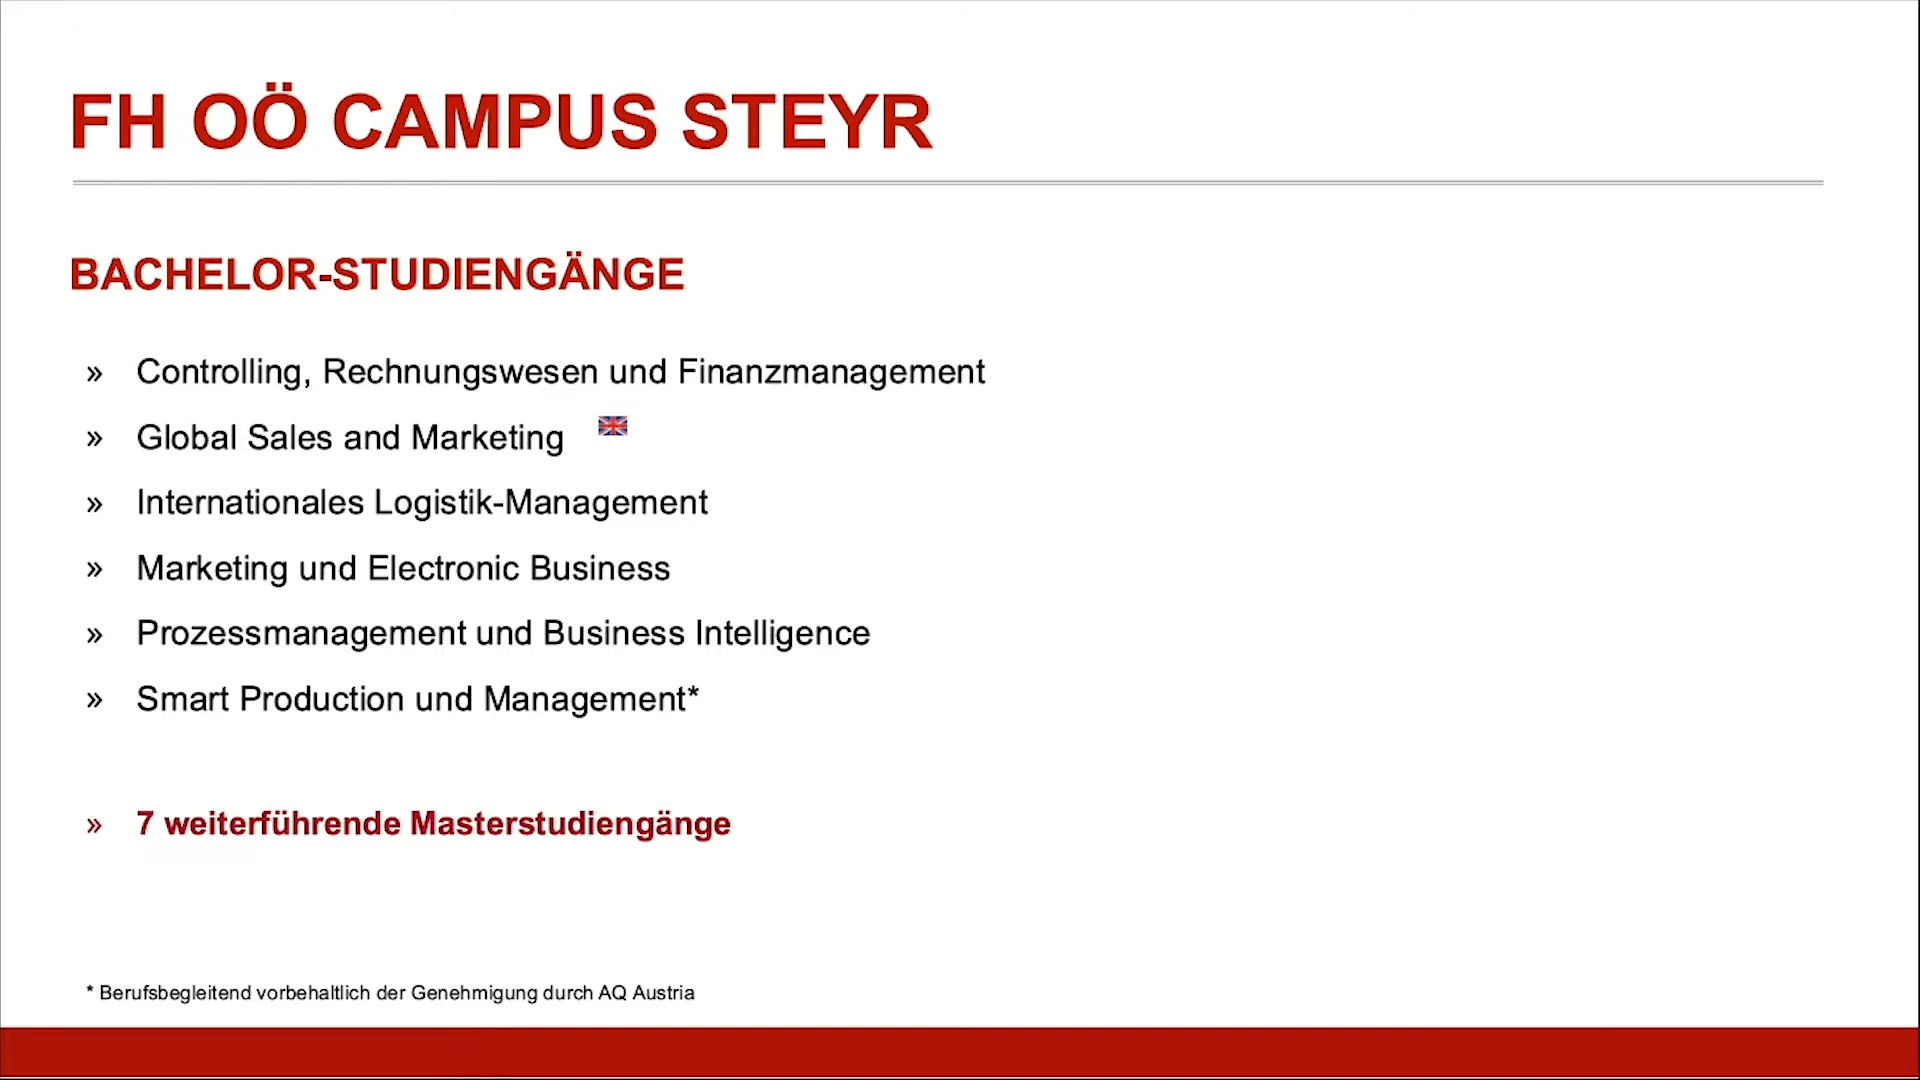 FH OÖ CAMPUS STEYR
BACHELOR-STUDIENGÄNGE
» Controlling, Rechnungswesen und Finanzmanagement
» Global Sales and Marketing
» Internationales Logistik-Management
» Marketing und Electronic Business
» Prozessmanagement und Business Intelligence
» Smart Production und Management*
» 7 weiterführende Masterstudiengänge
* Berufsbegleitend vorbehaltlich der Genehmigung durch AQ Austria